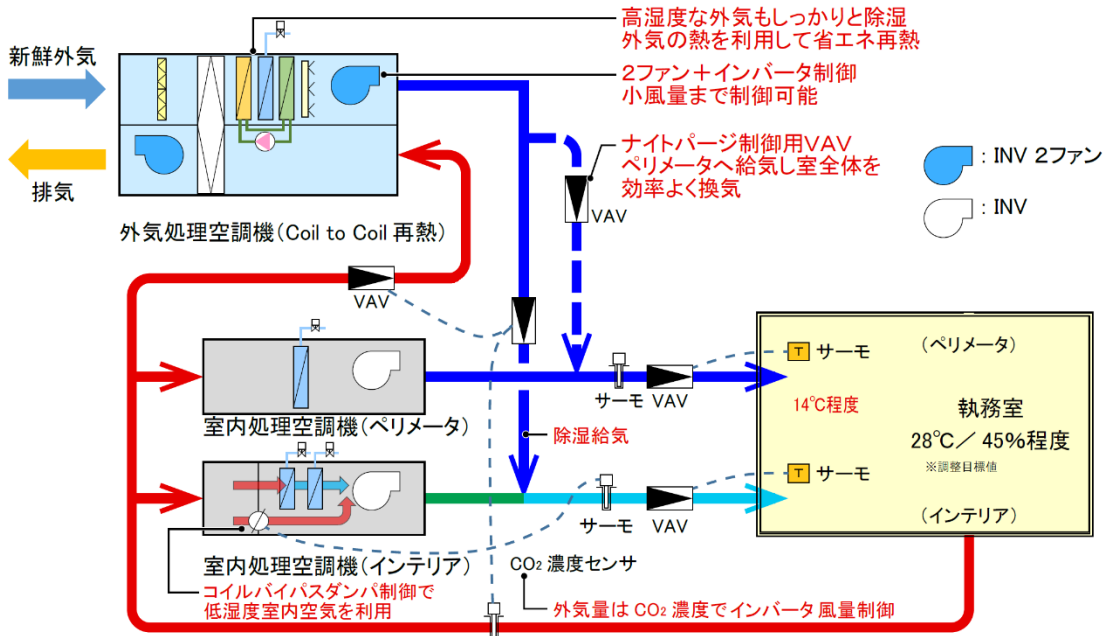 高湿度な外気もしっかりと除湿
外気の熱を利用して省エネ再熱
新鮮外気
2ファン+インバータ制御
小風量まで制御可能
排気
ナイトパージ制御用VAV
ペリメータへ給気し室全体を
効率よく換気
: INV 2ファン
: INV
VAV
外気処理空調機(Coil to Coil 再熱)
VAV
T サーモ
(ペリメータ)
サーモ VAV
14℃程度
執務室
28℃/ 45%程度
※調整目標値
室内処理空調機(ペリメータ)
除湿給気
T サーモ
(インテリア)
サーモ VAV
室内処理空調機(インテリア)
CO₂ 濃度センサ
コイルバイパスダンパ制御で
低湿度室内空気を利用
外気量は CO₂ 濃度でインバータ風量制御